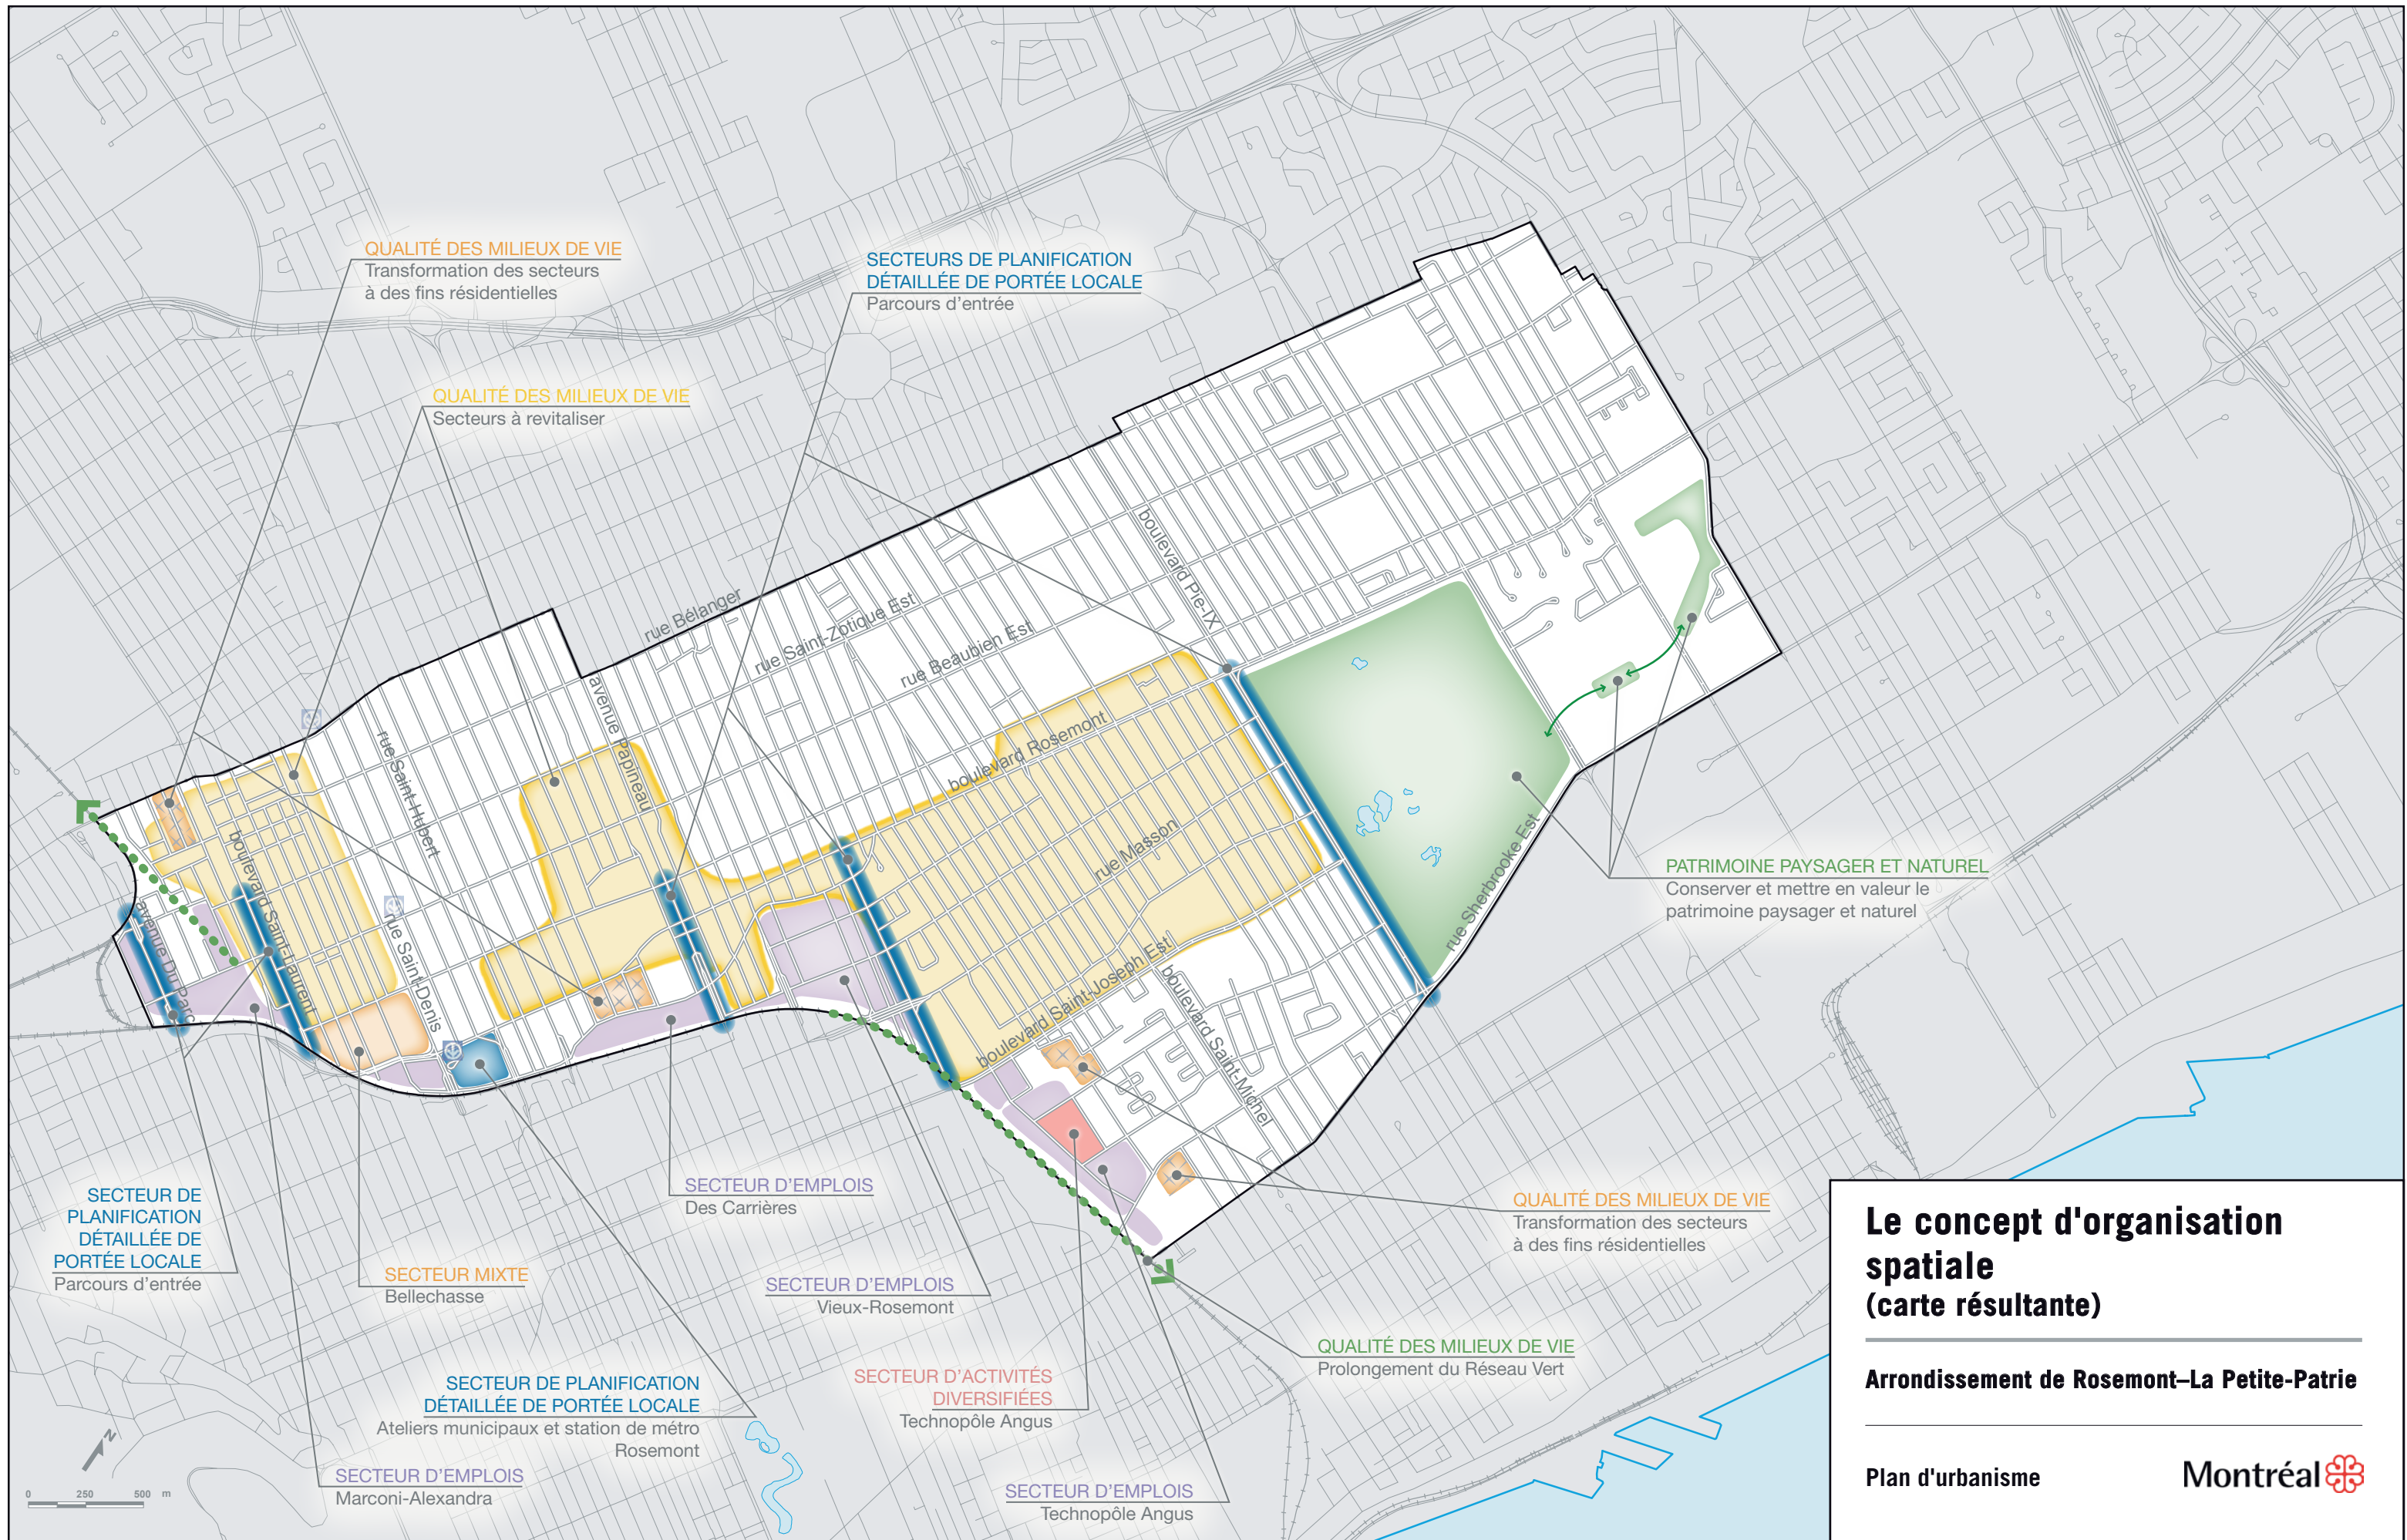 QUALITÉ DES MILIEUX DE VIE
Transformation des secteurs
à des fins résidentielles
SECTEURS DE PLANIFICATION
DÉTAILLÉE DE PORTÉE LOCALE
Parcours d'entrée
QUALITÉ DES MILIEUX DE VIE
Secteurs à revitaliser
boulevard Pie-IX
rue Bélanger
rue Saint-Zotique Est
rue Beaubien Est
avenue Papineau
rue Saint-Hubert
boulevard Rosemont
boulevard Saint-Laurent
rue Masson
rue Sherbrooke Est
avenue Du Parc
rue Saint-Denis
boulevard Saint-Joseph Est
boulevard Saint-Michel
PATRIMOINE PAYSAGER ET NATUREL
Conserver et mettre en valeur le
patrimoine paysager et naturel
SECTEUR DE
PLANIFICATION
DÉTAILLÉE DE
PORTÉE LOCALE
Parcours d'entrée
SECTEUR D'EMPLOIS
Des Carrières
QUALITÉ DES MILIEUX DE VIE
Transformation des secteurs
à des fins résidentielles
SECTEUR MIXTE
Bellechasse
SECTEUR D'EMPLOIS
Vieux-Rosemont
QUALITÉ DES MILIEUX DE VIE
Prolongement du Réseau Vert
SECTEUR DE PLANIFICATION
DÉTAILLÉE DE PORTÉE LOCALE
Ateliers municipaux et station de métro
Rosemont
SECTEUR D'ACTIVITÉS
DIVERSIFIÉES
Technopôle Angus
SECTEUR D'EMPLOIS
Marconi-Alexandra
SECTEUR D'EMPLOIS
Technopôle Angus
N
0 250 500 m
Le concept d'organisation
spatiale
(carte résultante)
Arrondissement de Rosemont–La Petite-Patrie
Plan d'urbanisme
Montréal